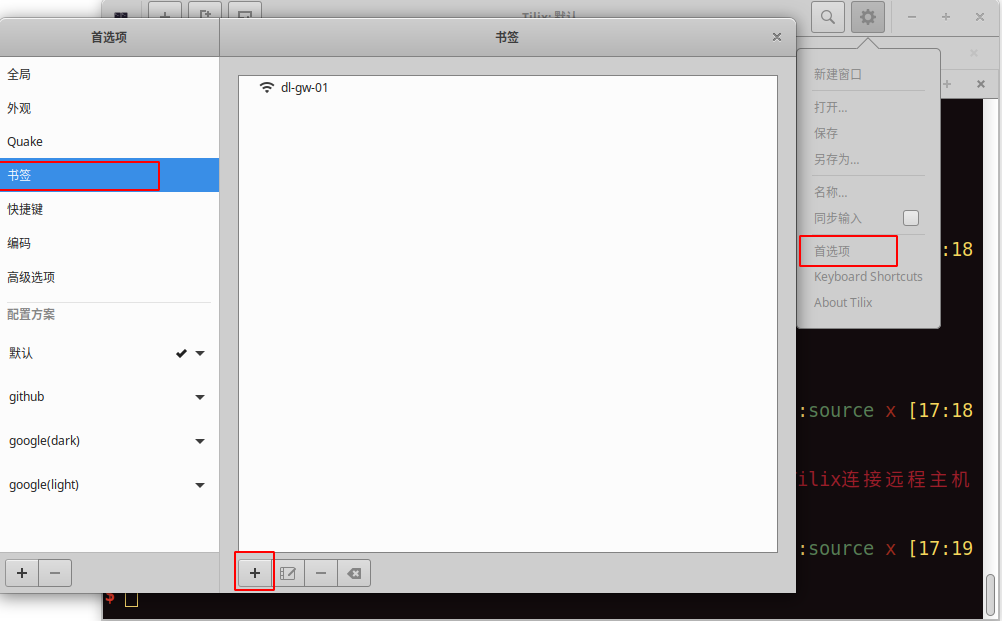 Tilix: 默认
首选项
书签
全局
外观
Quake
书签
快捷键
编码
高级选项
配置方案
默认
github
google(dark)
google(light)
dl-gw-01
新建窗口
打开...
保存
另存为...
名称...
同步输入
首选项
Keyboard Shortcuts
About Tilix
:18
:source x [17:18
ilix连接远程主机
:source x [17:19
$